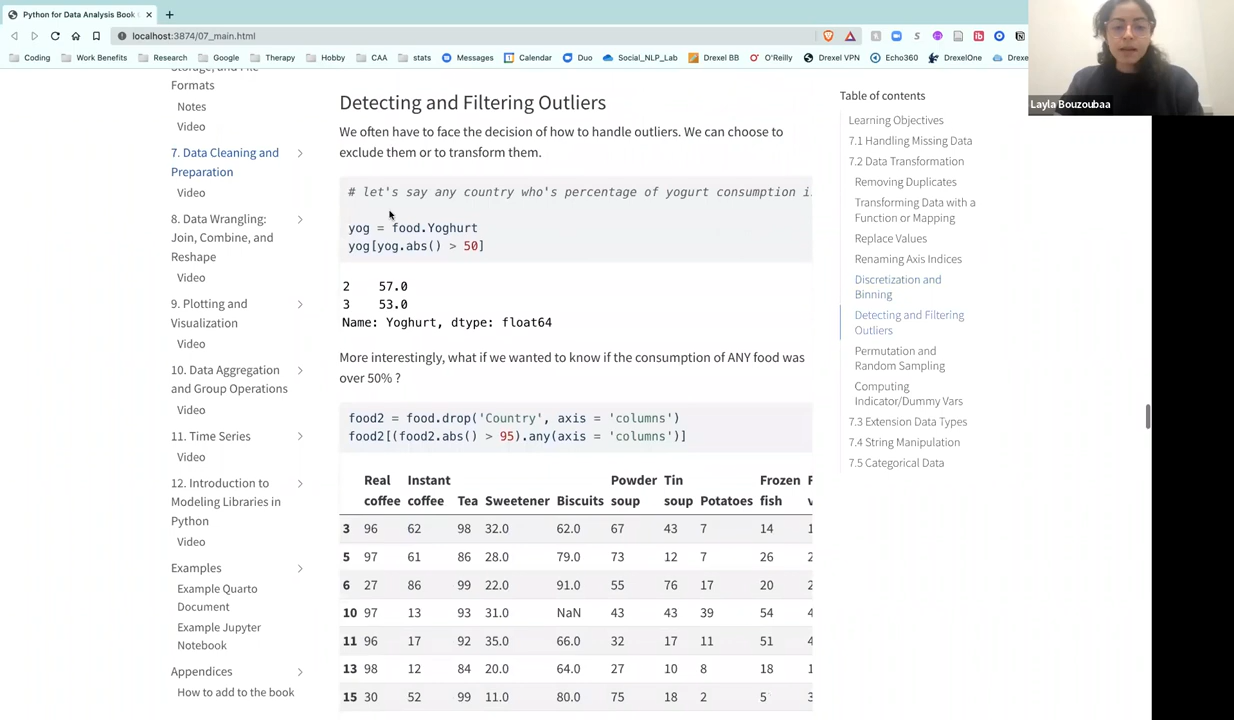 Python for Data Analysis Book
localhost:3874/07_main.html
Coding
Work Benefits
Research
Google
Therapy
Hobby
CAA
stats
Messages
Calendar
Duo
Social_NLP_Lab
Drexel BB
O'Reilly
Drexel VPN
Echo360
DrexelOne
Drexe
Layla Bouzoubaa
Storage, and File
Formats
Notes
Video
7. Data Cleaning and
Preparation
Video
8. Data Wrangling:
Join, Combine, and
Reshape
Video
9. Plotting and
Visualization
Video
10. Data Aggregation
and Group Operations
Video
11. Time Series
Video
12. Introduction to
Modeling Libraries in
Python
Video
Examples
Example Quarto
Document
Example Jupyter
Notebook
Appendices
How to add to the book
Detecting and Filtering Outliers
We often have to face the decision of how to handle outliers. We can choose to
exclude them or to transform them.
# let's say any country who's percentage of yogurt consumption i
yog = food.Yoghurt
yog[yog.abs() > 50]
2 57.0
3 53.0
Name: Yoghurt, dtype: float64
More interestingly, what if we wanted to know if the consumption of ANY food was
over 50% ?
food2 = food.drop('Country', axis = 'columns')
food2[(food2.abs() > 95).any(axis = 'columns')]
Real Instant Powder Tin Frozen F
coffee coffee Tea Sweetener Biscuits soup soup Potatoes fish v
3 96 62 98 32.0 62.0 67 43 7 14 1
5 97 61 86 28.0 79.0 73 12 7 26 2
6 27 86 99 22.0 91.0 55 76 17 20 2
10 97 13 93 31.0 NaN 43 43 39 54 4
11 96 17 92 35.0 66.0 32 17 11 51 4
13 98 12 84 20.0 64.0 27 10 8 18 1
15 30 52 99 11.0 80.0 75 18 2 5 3
Table of contents
Learning Objectives
7.1 Handling Missing Data
7.2 Data Transformation
Removing Duplicates
Transforming Data with a
Function or Mapping
Replace Values
Renaming Axis Indices
Discretization and
Binning
Detecting and Filtering
Outliers
Permutation and
Random Sampling
Computing
Indicator/Dummy Vars
7.3 Extension Data Types
7.4 String Manipulation
7.5 Categorical Data